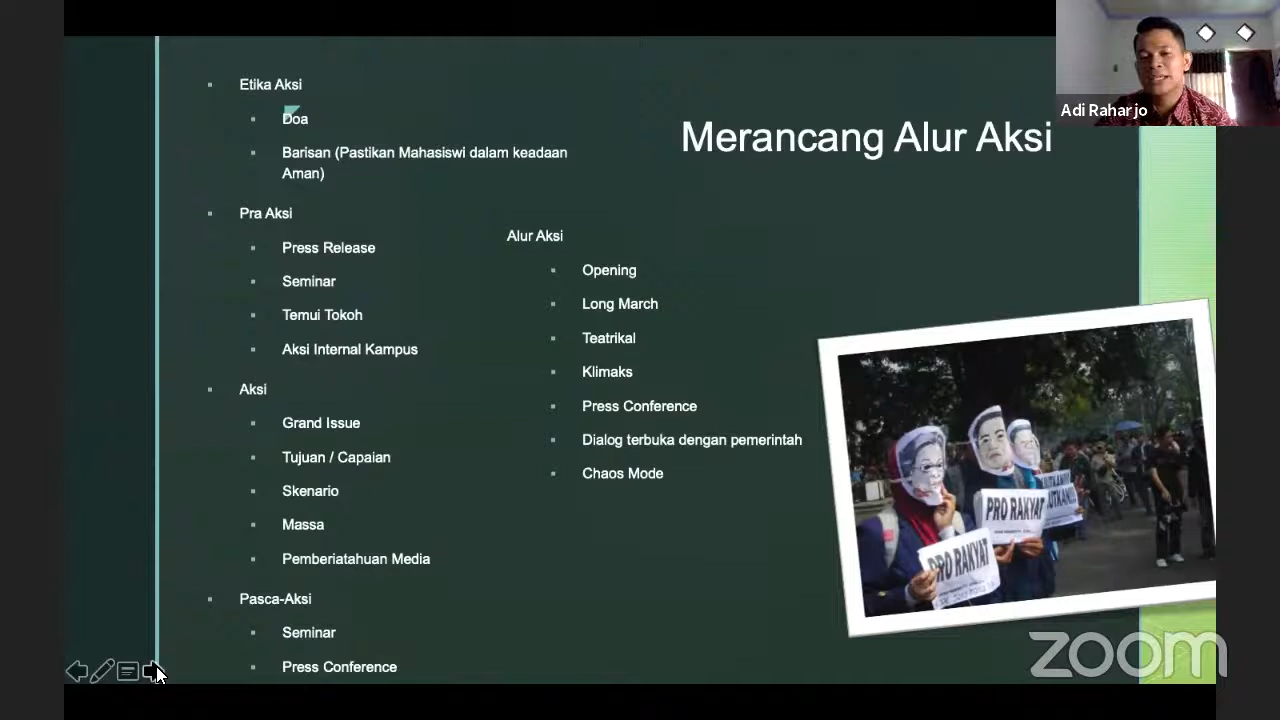 Adi Raharjo
Merancang Alur Aksi
Etika Aksi
Doa
Barisan (Pastikan Mahasiswi dalam keadaan
Aman)
Pra Aksi
Press Release
Seminar
Temui Tokoh
Aksi Internal Kampus
Aksi
Grand Issue
Tujuan / Capaian
Skenario
Massa
Pemberiatahuan Media
Pasca-Aksi
Seminar
Press Conference
Alur Aksi
Opening
Long March
Teatrikal
Klimaks
Press Conference
Dialog terbuka dengan pemerintah
Chaos Mode
PRO RAKYAT
PRO RAKYAT
zoom